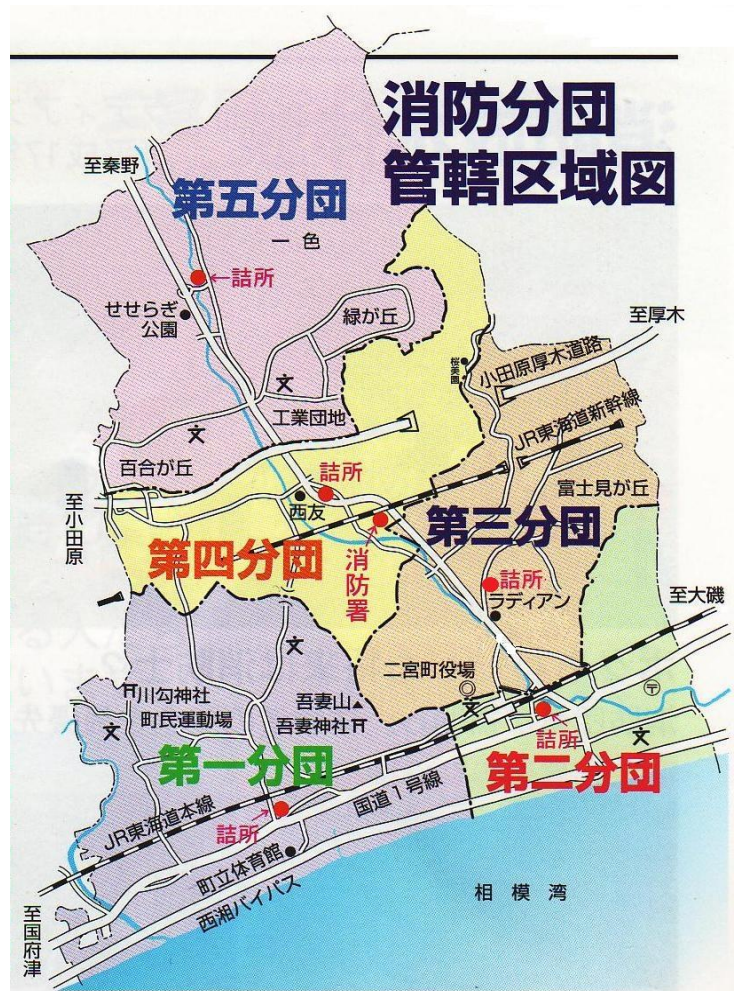 消防分団
管轄区域図
至秦野
第五分団
一色
←詰所
せせらぎ
公園
緑が丘
至厚木
桜美園
小田原厚木道路
文
工業団地
JR東海道新幹線
文
百合が丘
詰所
富士見が丘
至小田原
西友
第三分団
第四分団
消防署
詰所
ラディアン
至大磯
文
二宮町役場
川勾神社
吾妻山
町民運動場
吾妻神社
文
文
〒
詰所
文
第一分団
第二分団
国道1号線
JR東海道本線
詰所
町立体育館
西湘バイパス
相模湾
至国府津